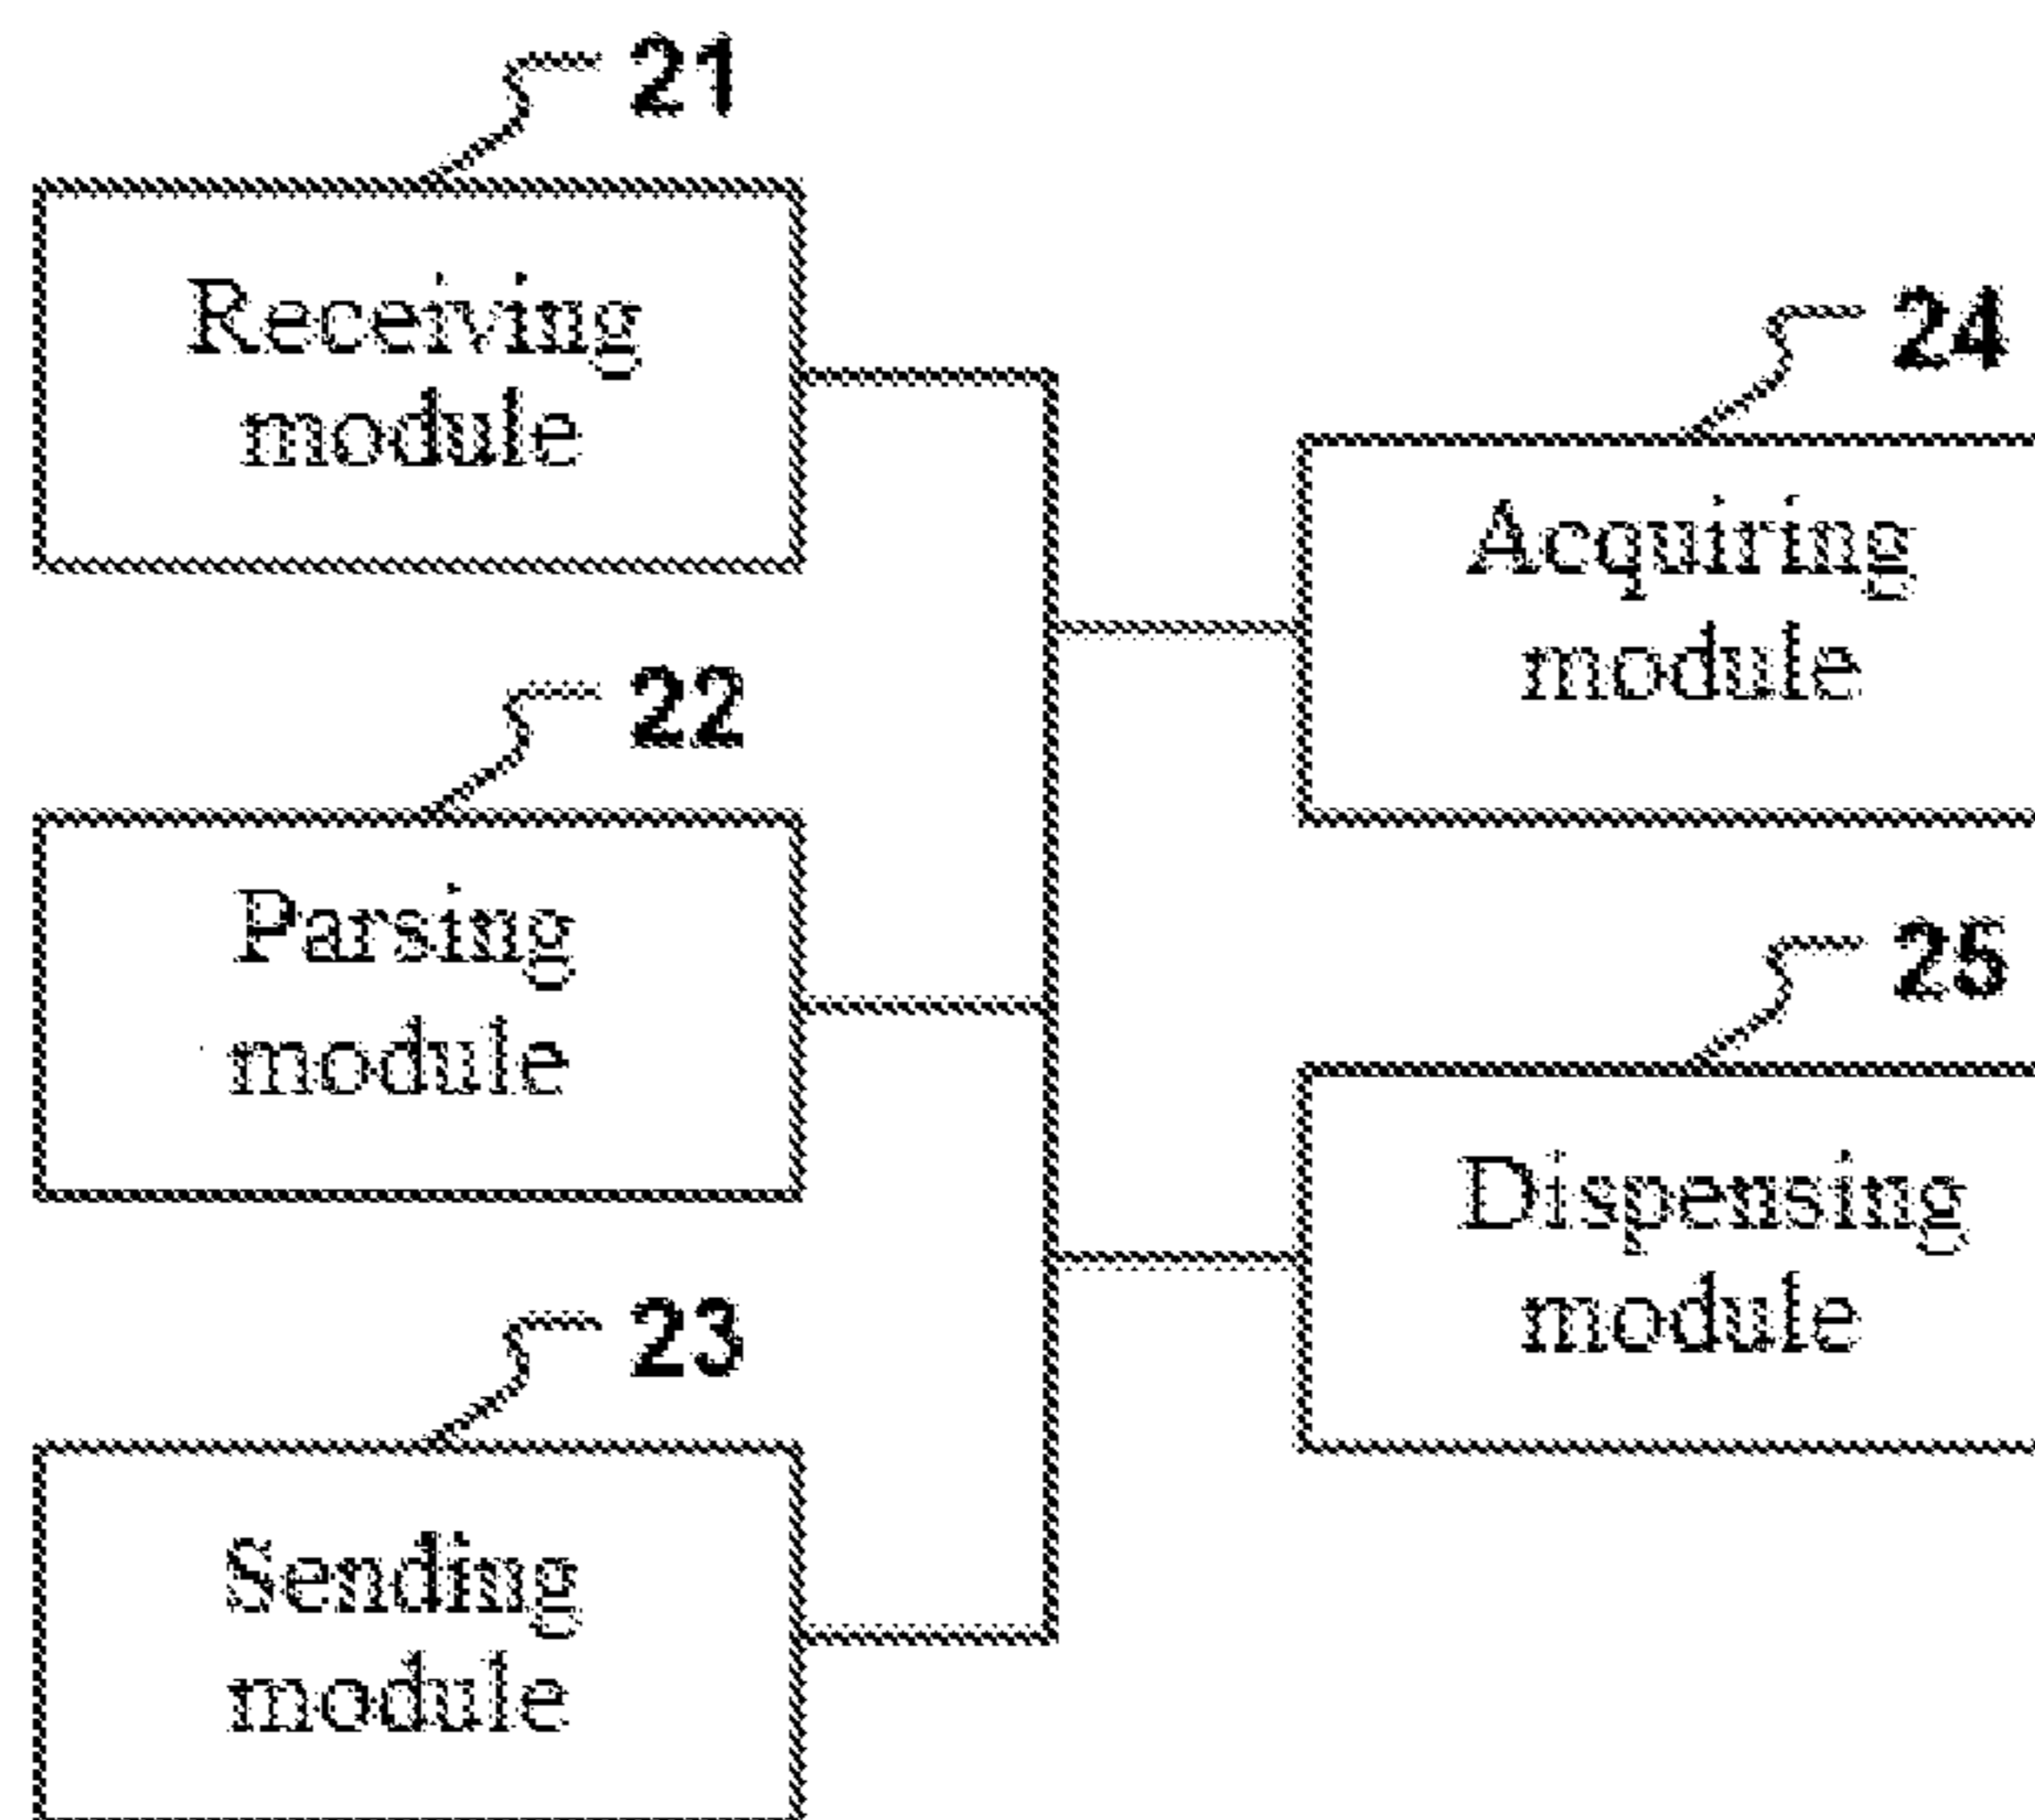 21
Receiving
module
22
Parsing
module
23
Sending
module
24
Acquiring
module
25
Dispensing
module